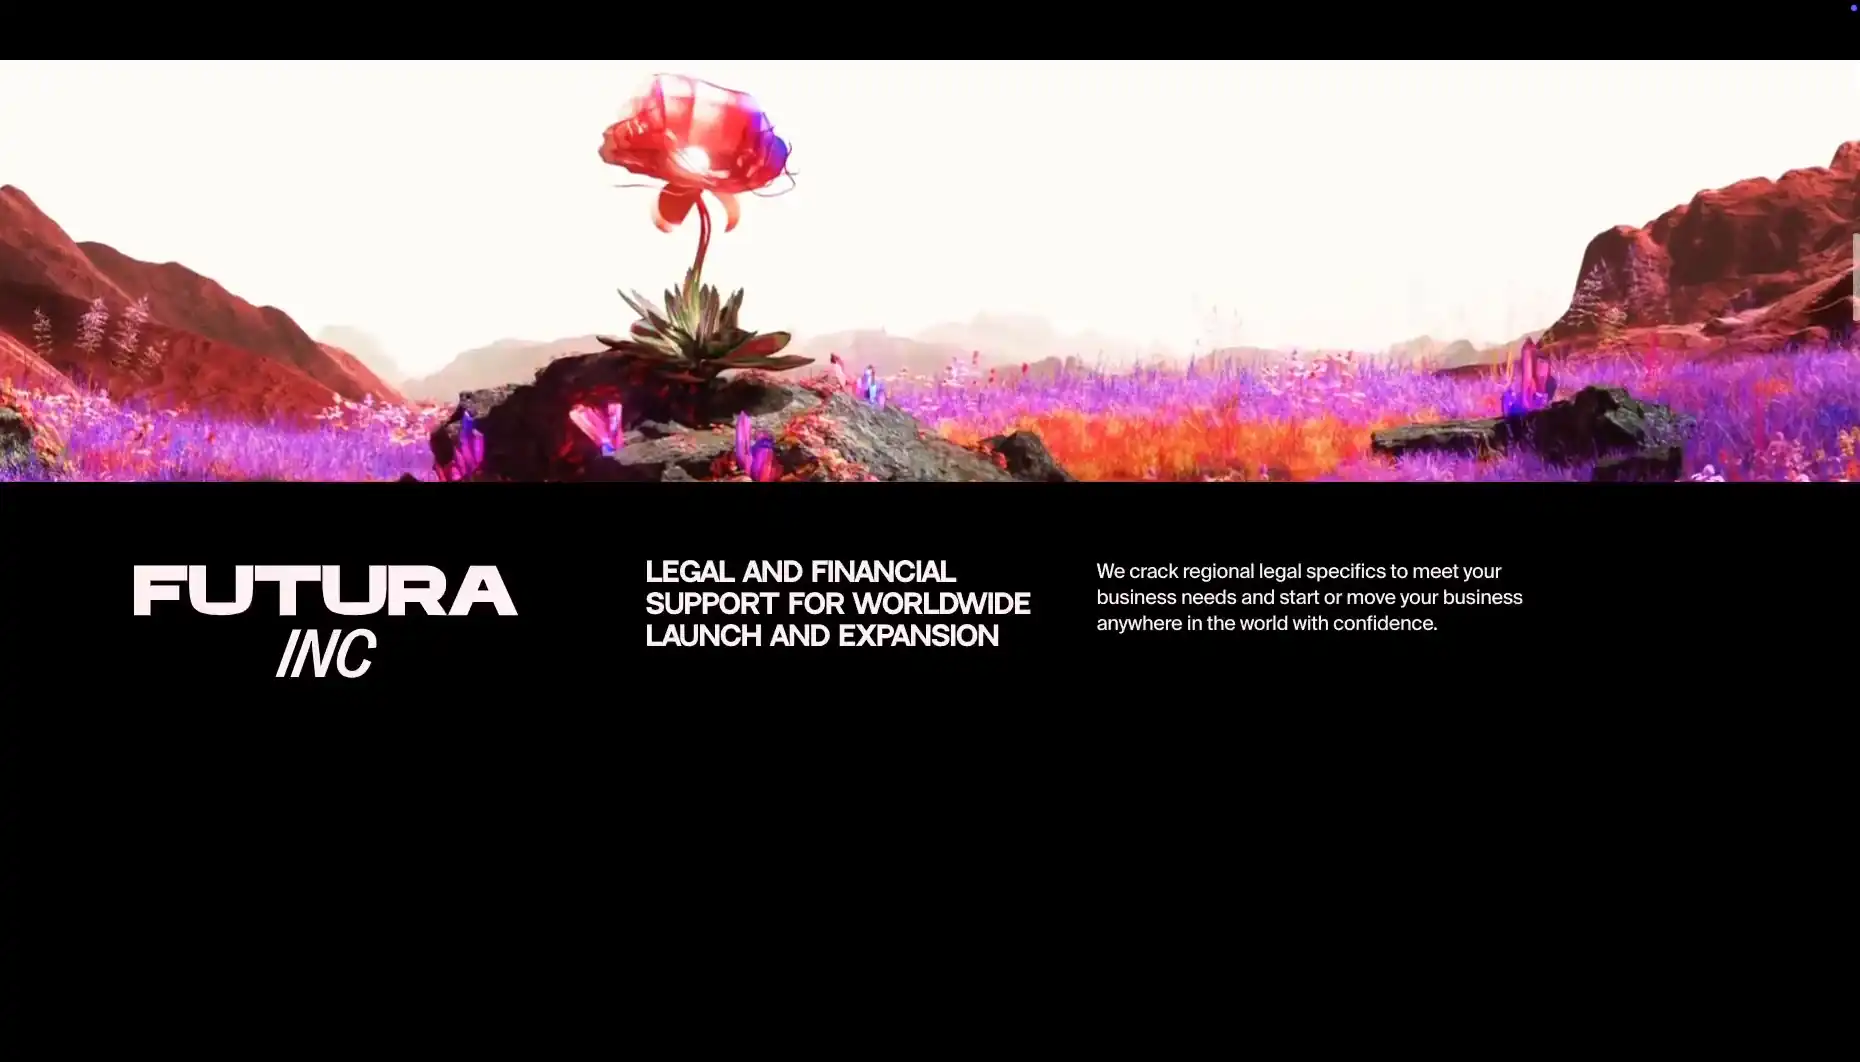 FUTURA
INC
LEGAL AND FINANCIAL
SUPPORT FOR WORLDWIDE
LAUNCH AND EXPANSION
We crack regional legal specifics to meet your
business needs and start or move your business
anywhere in the world with confidence.